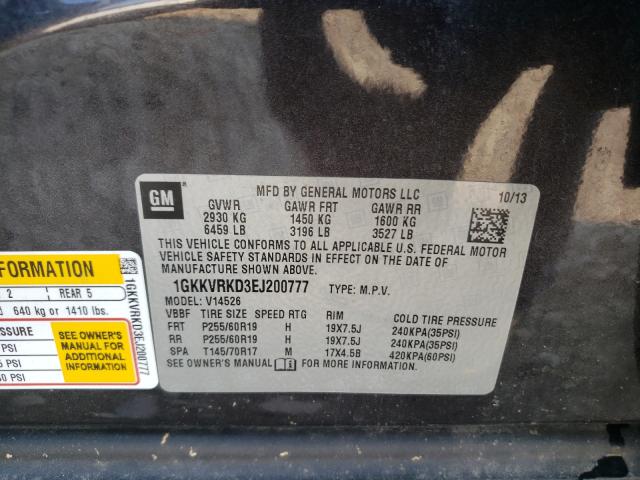 GM
MFD BY GENERAL MOTORS LLC 10/13
GVWR GAWR FRT GAWR RR
2930 KG 1450 KG 1600 KG
6459 LB 3196 LB 3527 LB
THIS VEHICLE CONFORMS TO ALL APPLICABLE U.S. FEDERAL MOTOR
VEHICLE SAFETY STANDARDS IN EFFECT ON THE DATE OF
MANUFACTURE SHOWN ABOVE.
1GKKVRKD3EJ200777 TYPE: M.P.V.
MODEL: V14526
VBBF TIRE SIZE SPEED RTG RIM COLD TIRE PRESSURE
FRT P255/60R19 H 19X7.5J 240KPA(35PSI)
RR P255/60R19 H 19X7.5J 240KPA(35PSI)
SPA T145/70R17 M 17X4.5B 420KPA(60PSI)
SEE OWNER'S MANUAL FOR MORE INFORMATION
FORMATION
2 REAR 5
640 kg or 1410 lbs.
SSURE
PSI
PSI
0 PSI
SEE OWNER'S
MANUAL FOR
ADDITIONAL
INFORMATION
1GKKVRKD3EJ200777